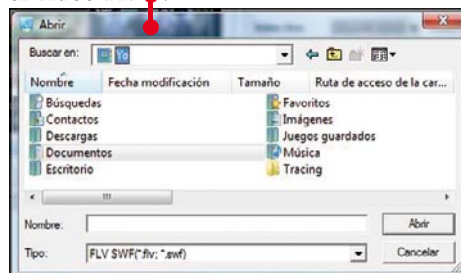 Abrir
Buscar en: Yo
Nombre Fecha modificación Tamaño Ruta de acceso de la car...
Búsquedas Favoritos
Contactos Imágenes
Descargas Juegos guardados
Documentos Música
Escritorio Tracing
Nombre: Abrir
Tipo: FLV SWF(*.flv; *.swf) Cancelar